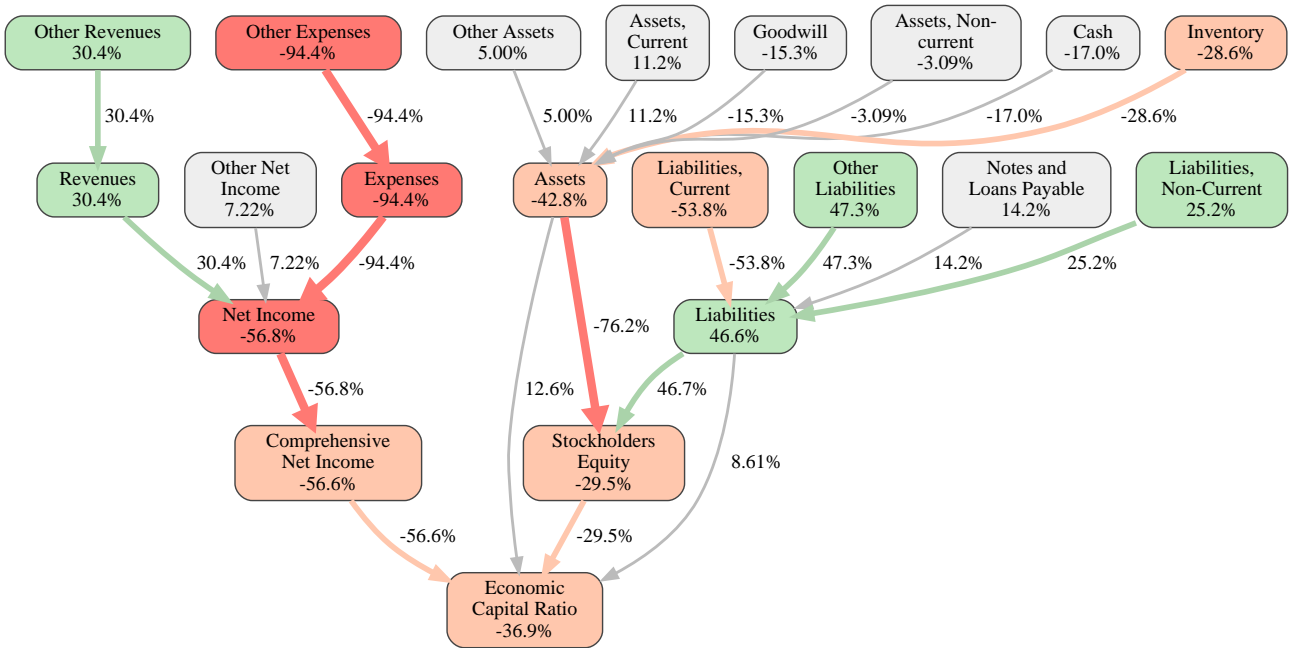 Other Revenues
30.4%
Other Expenses
-94.4%
Other Assets
5.00%
Assets,
Current
11.2%
Goodwill
-15.3%
Assets, Non-
current
-3.09%
Cash
-17.0%
Inventory
-28.6%
30.4%
-94.4%
5.00%
11.2%
-15.3%
-3.09%
-17.0%
-28.6%
Revenues
30.4%
Other Net
Income
7.22%
Expenses
-94.4%
Assets
-42.8%
Liabilities,
Current
-53.8%
Other
Liabilities
47.3%
Notes and
Loans Payable
14.2%
Liabilities,
Non-Current
25.2%
30.4%
7.22%
-94.4%
-53.8%
47.3%
14.2%
25.2%
Net Income
-56.8%
-76.2%
Liabilities
46.6%
-56.8%
12.6%
46.7%
Comprehensive
Net Income
-56.6%
Stockholders
Equity
-29.5%
8.61%
-56.6%
-29.5%
Economic
Capital Ratio
-36.9%